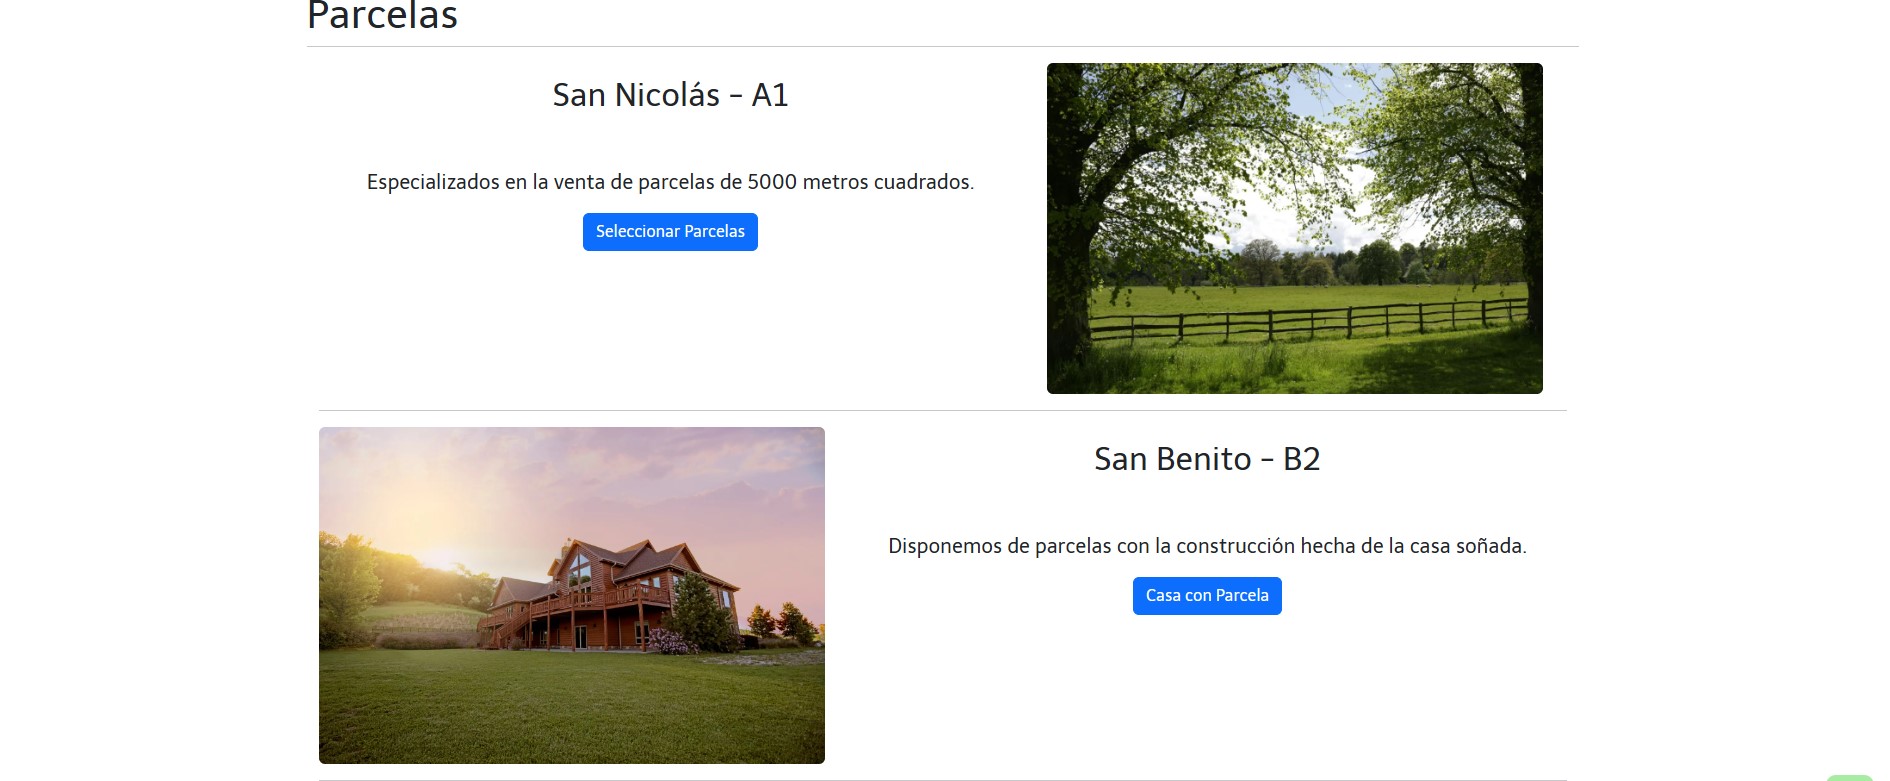 Parcelas
San Nicolás - A1
Especializados en la venta de parcelas de 5000 metros cuadrados.
Seleccionar Parcelas
San Benito - B2
Disponemos de parcelas con la construcción hecha de la casa soñada.
Casa con Parcela